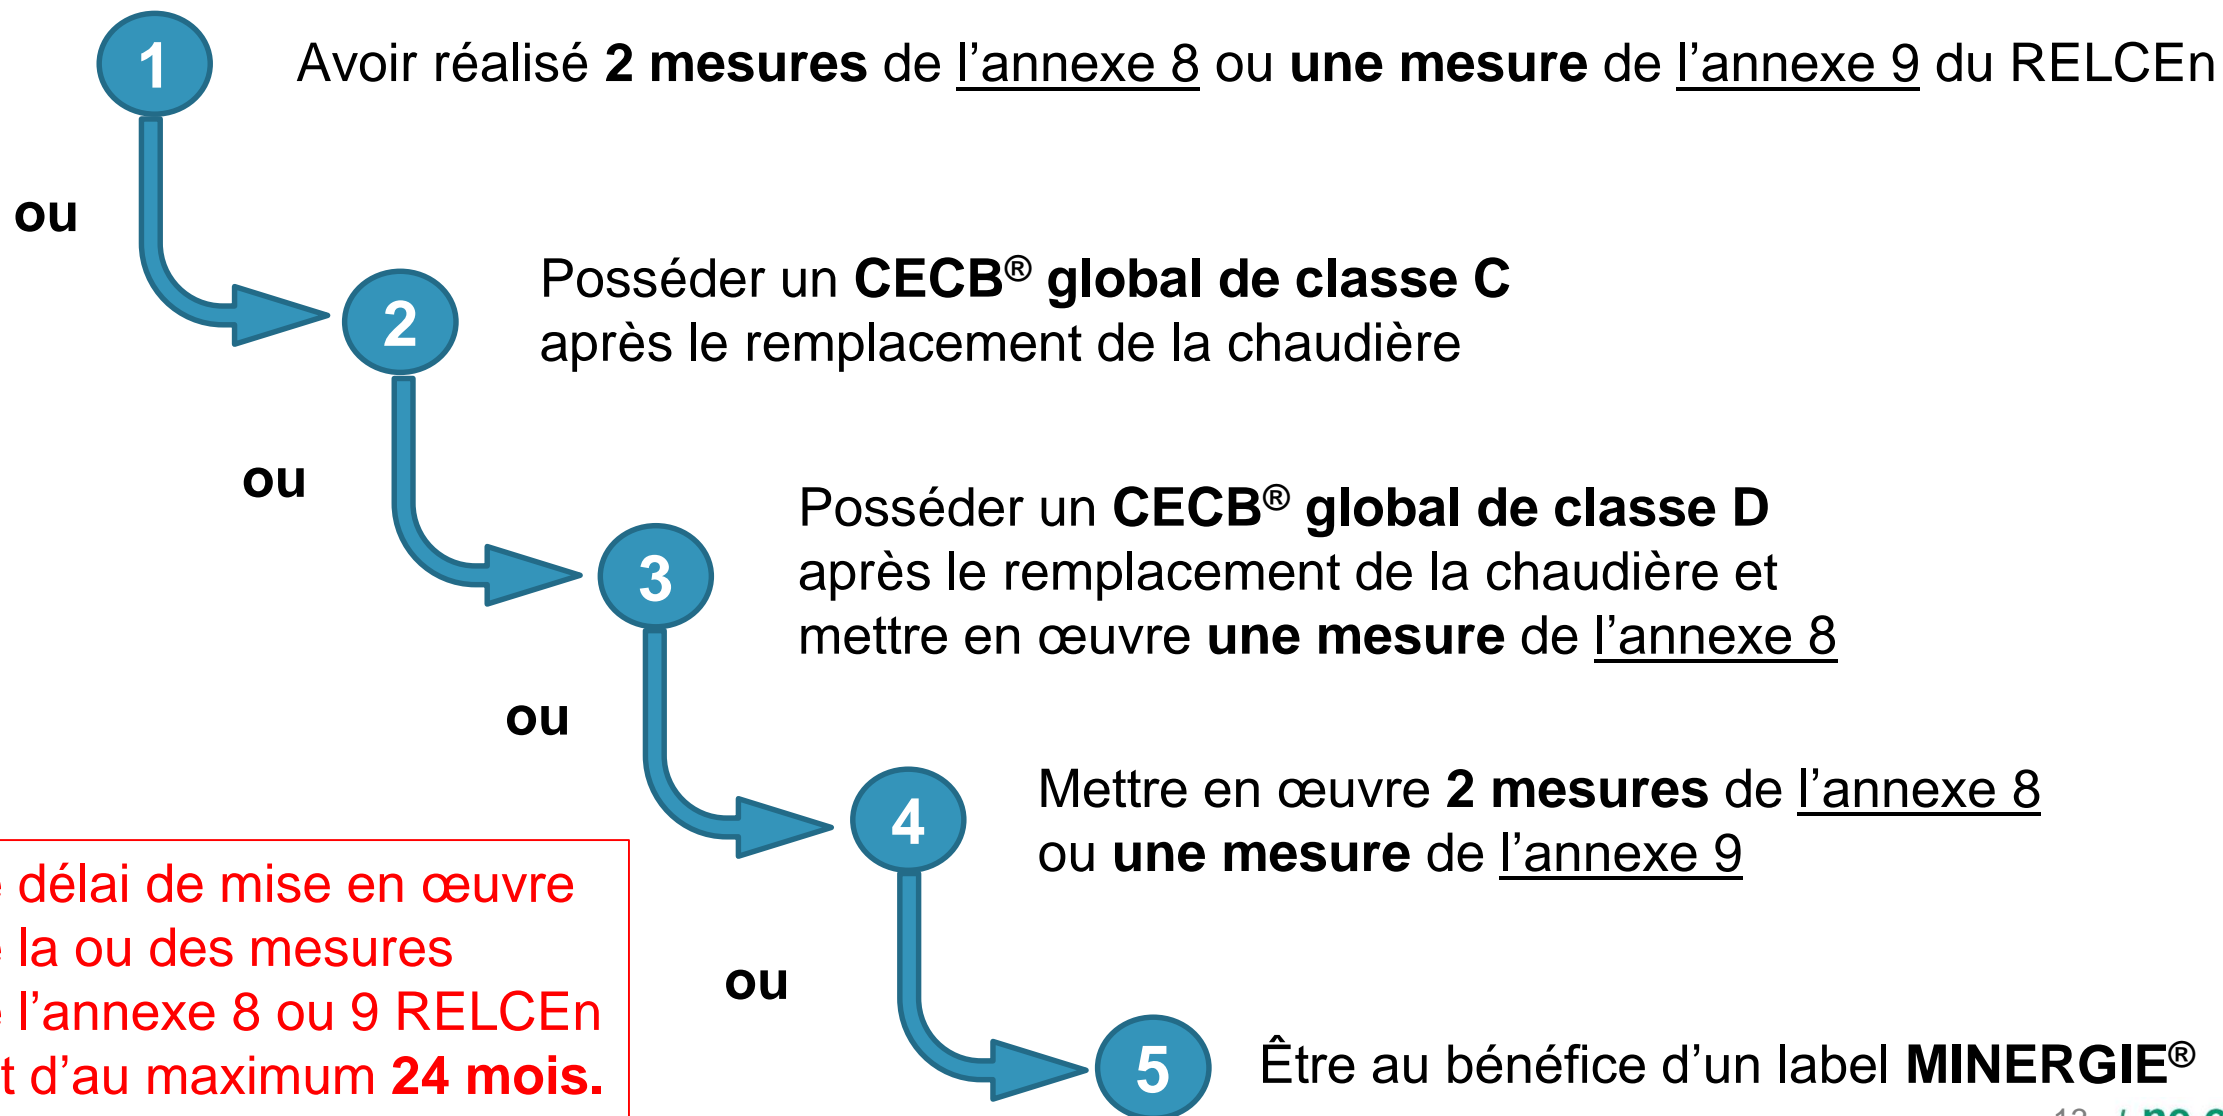 1
Avoir réalisé 2 mesures de l’annexe 8 ou une mesure de l’annexe 9 du RELCEn
ou
2
Posséder un CECB® global de classe C
après le remplacement de la chaudière
ou
3
Posséder un CECB® global de classe D
après le remplacement de la chaudière et
mettre en œuvre une mesure de l’annexe 8
ou
4
Mettre en œuvre 2 mesures de l’annexe 8
ou une mesure de l’annexe 9
délai de mise en œuvre
la ou des mesures
l’annexe 8 ou 9 RELCEn
d’au maximum 24 mois.
ou
5
Être au bénéfice d’un label MINERGIE®